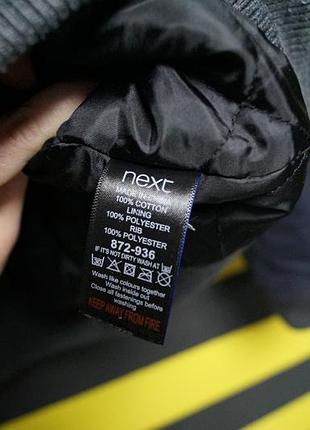 next
MADE IN CHINA
100% COTTON
LINING
100% POLYESTER
RIB
100% POLYESTER
872-936
IF IT'S NOT DIRTY WASH AT
Wash like colours together
Wash inside out
Close all fastenings before
washing
KEEP AWAY FROM FIRE